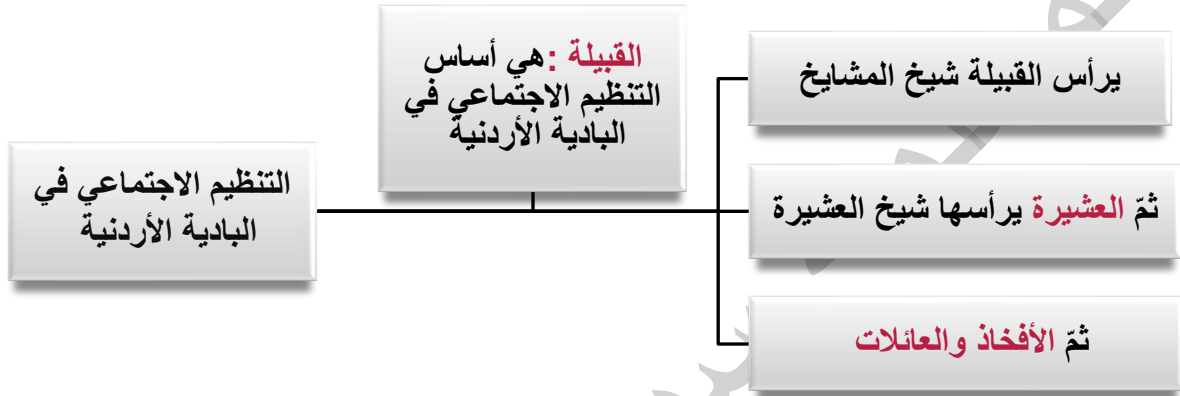 القبيلة :هي أساس
التنظيم الاجتماعي في
البادية الأردنية
التنظيم الاجتماعي في
البادية الأردنية
يرأس القبيلة شيخ المشايخ
ثمّ العشيرة يرأسها شيخ العشيرة
ثمّ الأفخاذ والعائلات